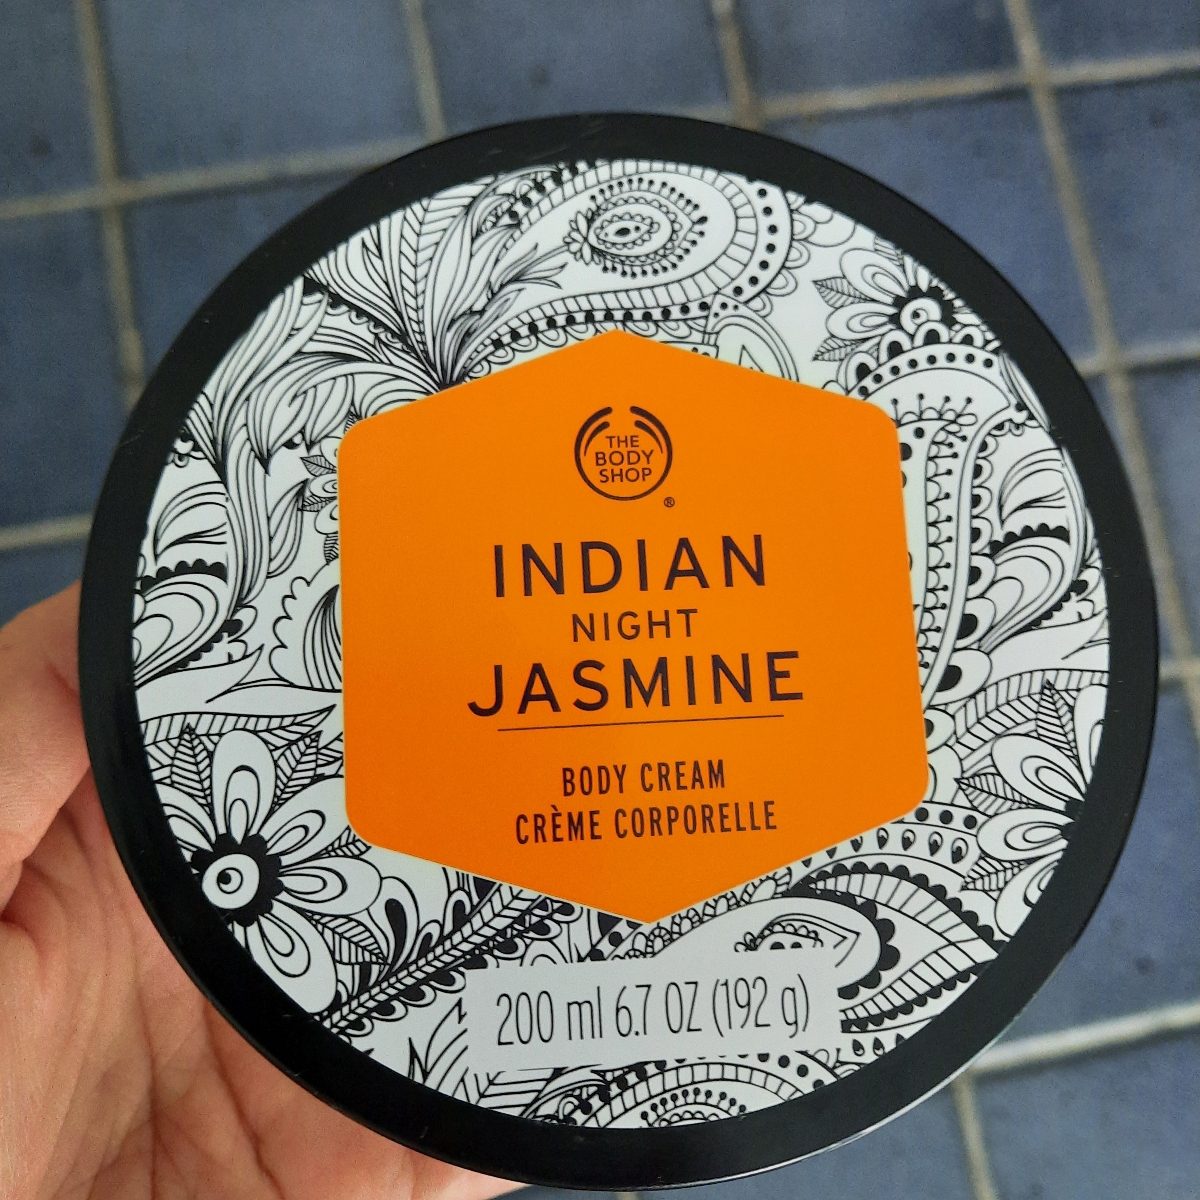 THE
BODY
SHOP
®
INDIAN
NIGHT
JASMINE
BODY CREAM
CRÈME CORPORELLE
200 ml 6.7 OZ (192 g)